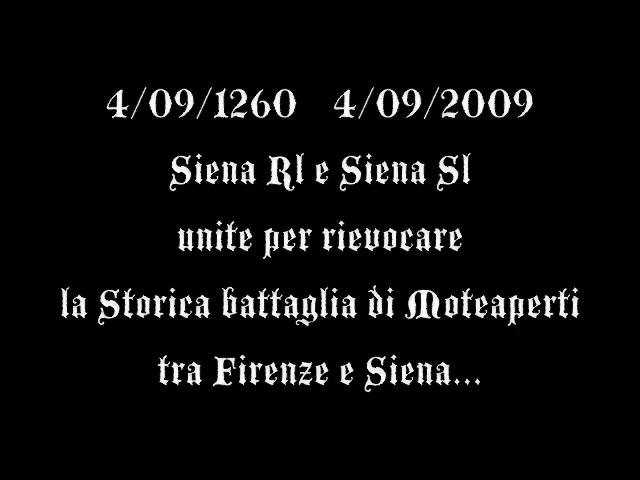 4/09/1260 4/09/2009
Siena Rl e Siena Sl
unite per rievocare
la Storica battaglia di Moteaperti
tra Firenze e Siena...